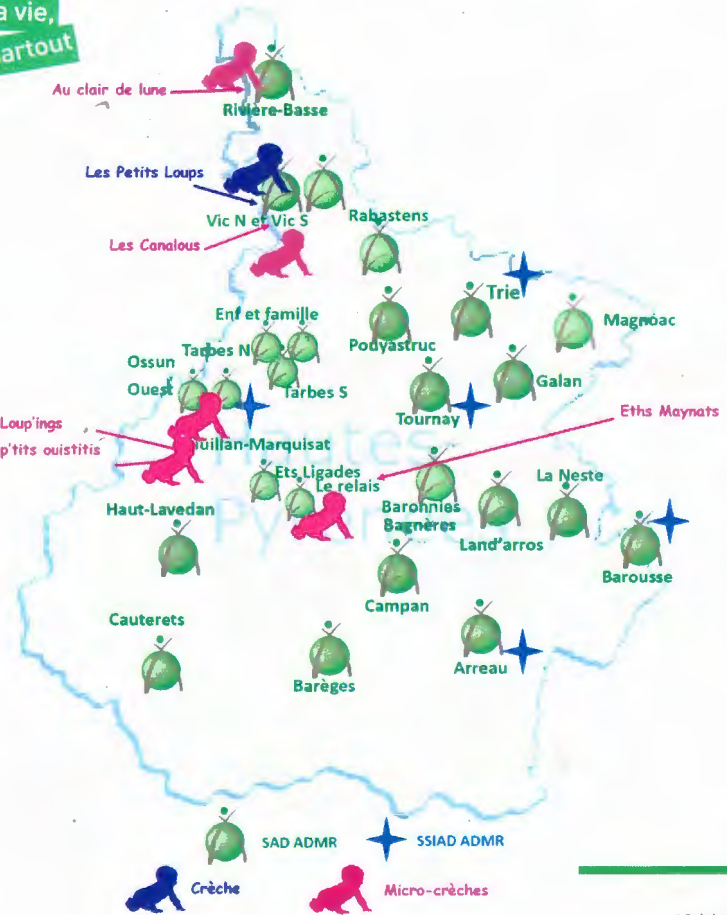 a vie,
artout
Au clair de lune
Rivière-Basse
Les Petits Loups
Vic N et Vic S
Rabastens
Les Canalous
Trie
Magnoac
Enf et famille
Pouyastruc
Tarbes N
Ossun
Ouest
Tarbes S
Galan
Tournay
Loup'ings
Eths Maynats
p'tits ouistitis
uillan-Marquisat
Hautes
Ets Ligades
Le relais
La Neste
Haut-Lavedan
Baronnies
Bagnères
Land'arros
Barousse
Campan
Cauterets
Arreau
Barèges
SAD ADMR
SSIAD ADMR
Crèche
Micro-crèches